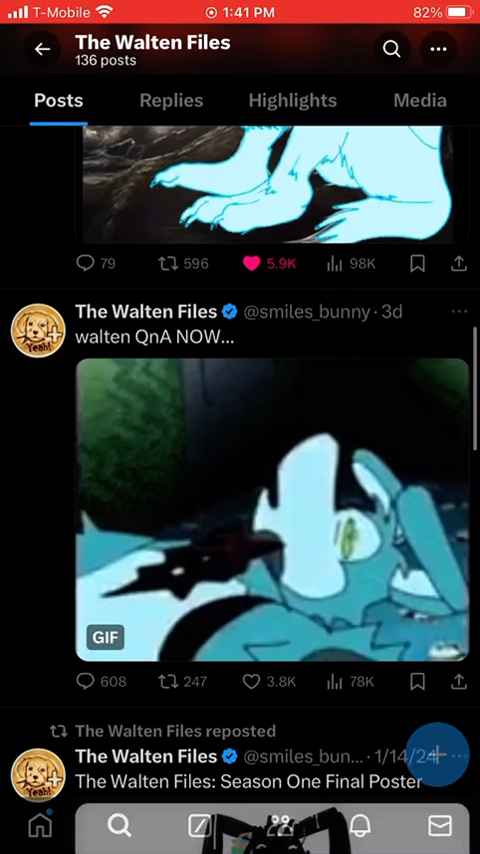 T-Mobile 1:41 PM 82%
The Walten Files
136 posts
Posts Replies Highlights Media
79 596 5.9K 98K
The Walten Files @smiles_bunny · 3d
walten QnA NOW...
Yeah!
GIF
608 247 3.8K 78K
The Walten Files reposted
The Walten Files @smiles_bun... · 1/14/24
The Walten Files: Season One Final Poster
Yeah!